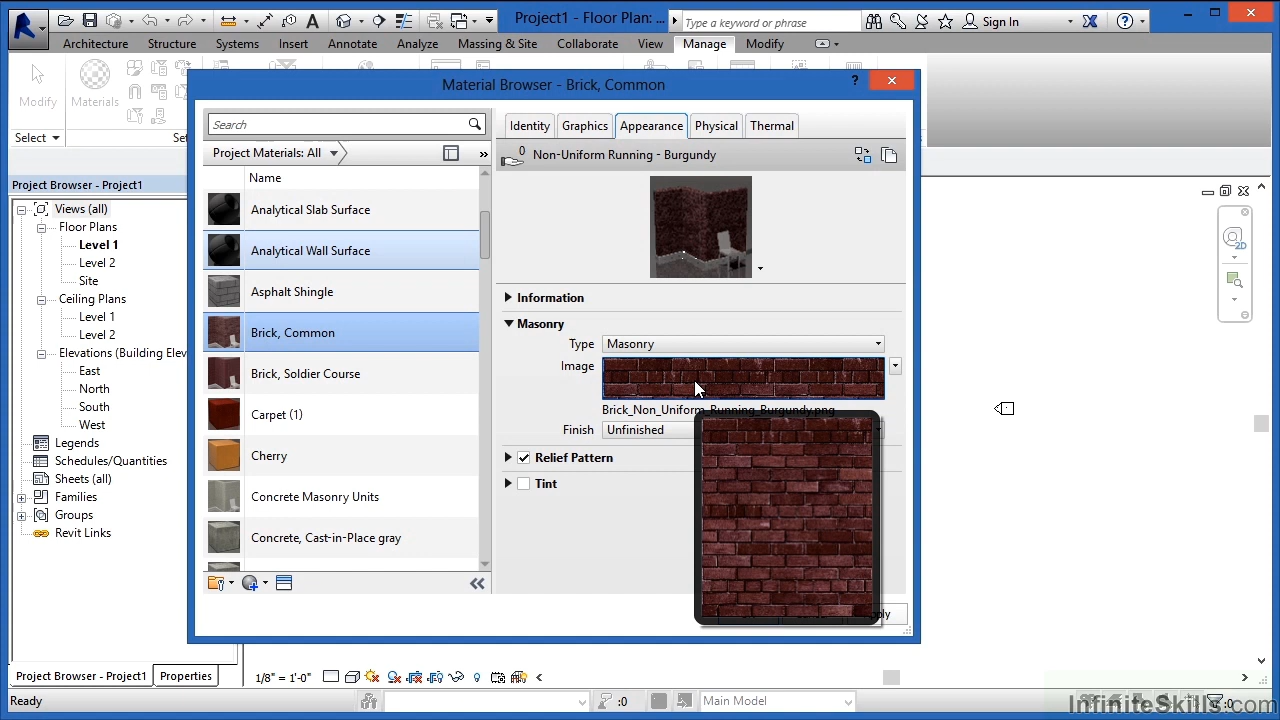 Project1 - Floor Plan: ...
Type a keyword or phrase
Sign In
Architecture Structure Systems Insert Annotate Analyze Massing & Site Collaborate View Manage Modify
Modify
Materials
Select
Project Browser - Project1
Views (all)
Floor Plans
Level 1
Level 2
Site
Ceiling Plans
Level 1
Level 2
Elevations (Building Elev
East
North
South
West
Legends
Schedules/Quantities
Sheets (all)
Families
Groups
Revit Links
Project Browser - Project1
Properties
Material Browser - Brick, Common
?
Search
Project Materials: All
Name
Analytical Slab Surface
Analytical Wall Surface
Asphalt Shingle
Brick, Common
Brick, Soldier Course
Carpet (1)
Cherry
Concrete Masonry Units
Concrete, Cast-in-Place gray
Identity Graphics Appearance Physical Thermal
0
Non-Uniform Running - Burgundy
Information
Masonry
Type Masonry
Image
Brick_Non_Uniform_Running_Burgundy.png
Finish Unfinished
Relief Pattern
Tint
2D
1/8" = 1'-0"
Ready
:0
Main Model
:0
InfiniteSkills.com